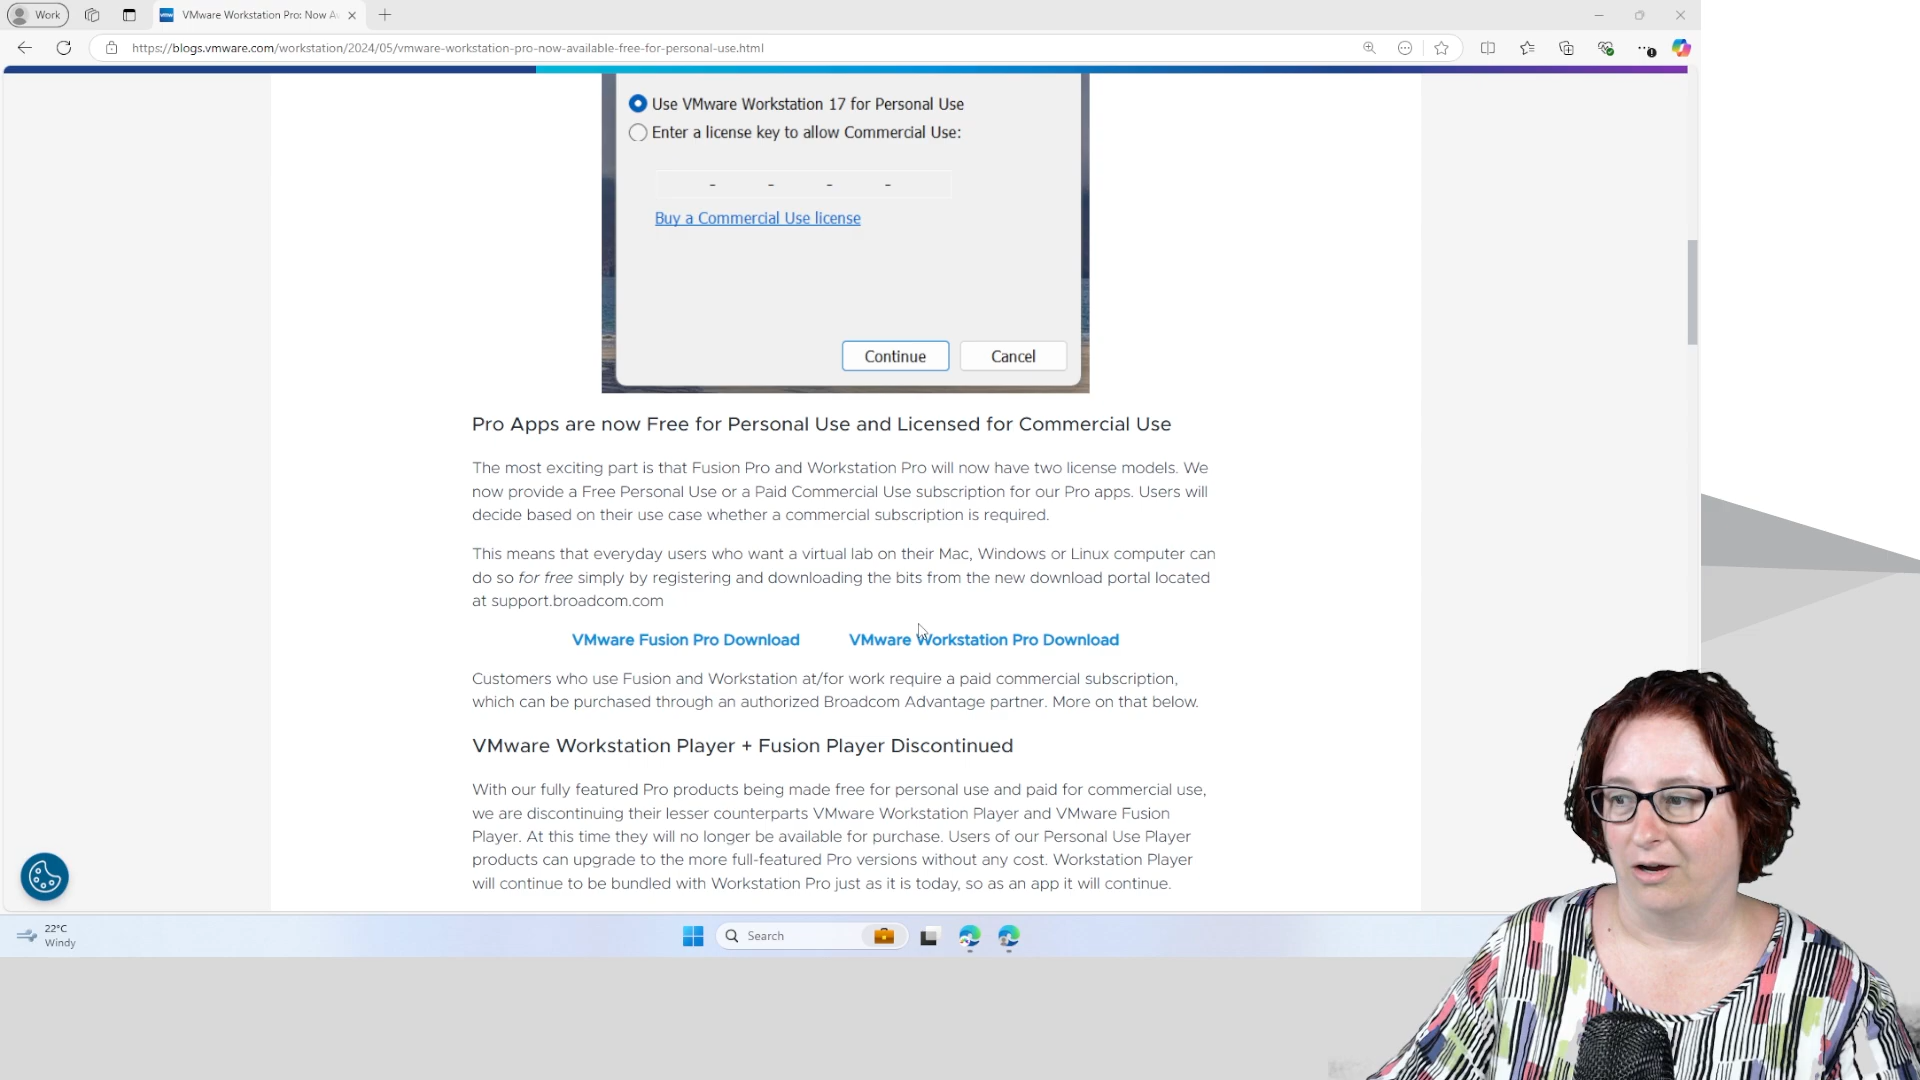 Work
VMware Workstation Pro: Now A
https://blogs.vmware.com/workstation/2024/05/vmware-workstation-pro-now-available-free-for-personal-use.html
Use VMware Workstation 17 for Personal Use
Enter a license key to allow Commercial Use:
- - - -
Buy a Commercial Use license
Continue Cancel
Pro Apps are now Free for Personal Use and Licensed for Commercial Use
The most exciting part is that Fusion Pro and Workstation Pro will now have two license models. We
now provide a Free Personal Use or a Paid Commercial Use subscription for our Pro apps. Users will
decide based on their use case whether a commercial subscription is required.
This means that everyday users who want a virtual lab on their Mac, Windows or Linux computer can
do so for free simply by registering and downloading the bits from the new download portal located
at support.broadcom.com
VMware Fusion Pro Download VMware Workstation Pro Download
Customers who use Fusion and Workstation at/for work require a paid commercial subscription,
which can be purchased through an authorized Broadcom Advantage partner. More on that below.
VMware Workstation Player + Fusion Player Discontinued
With our fully featured Pro products being made free for personal use and paid for commercial use,
we are discontinuing their lesser counterparts VMware Workstation Player and VMware Fusion
Player. At this time they will no longer be available for purchase. Users of our Personal Use Player
products can upgrade to the more full-featured Pro versions without any cost. Workstation Player
will continue to be bundled with Workstation Pro just as it is today, so as an app it will continue.
22°C
Windy
Search